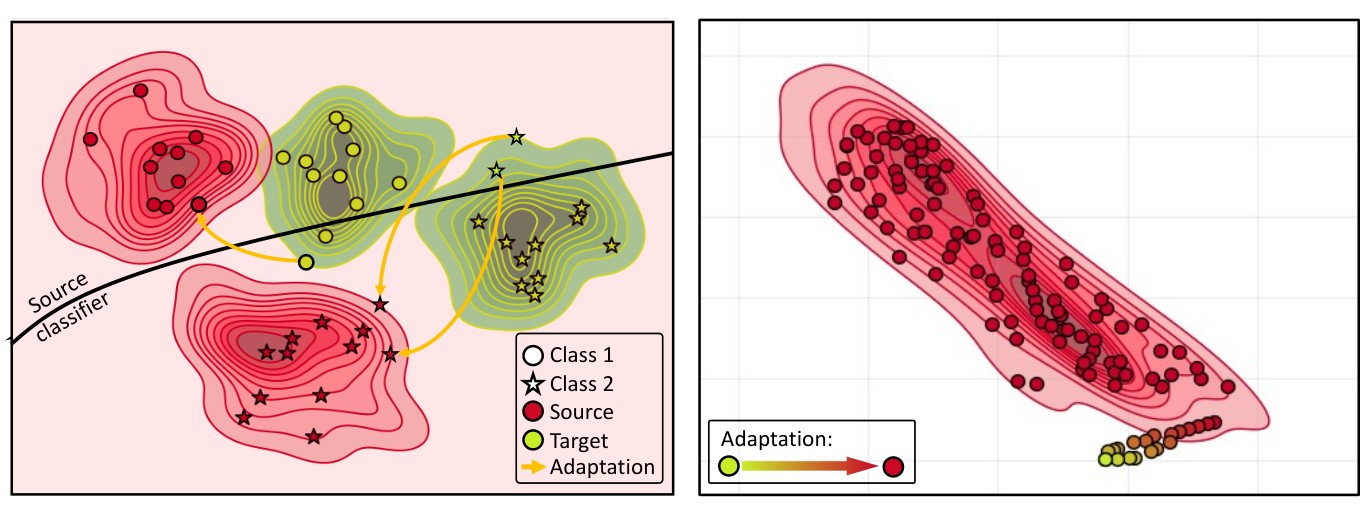 Source
classifier
Class 1
Class 2
Source
Target
Adaptation
Adaptation: